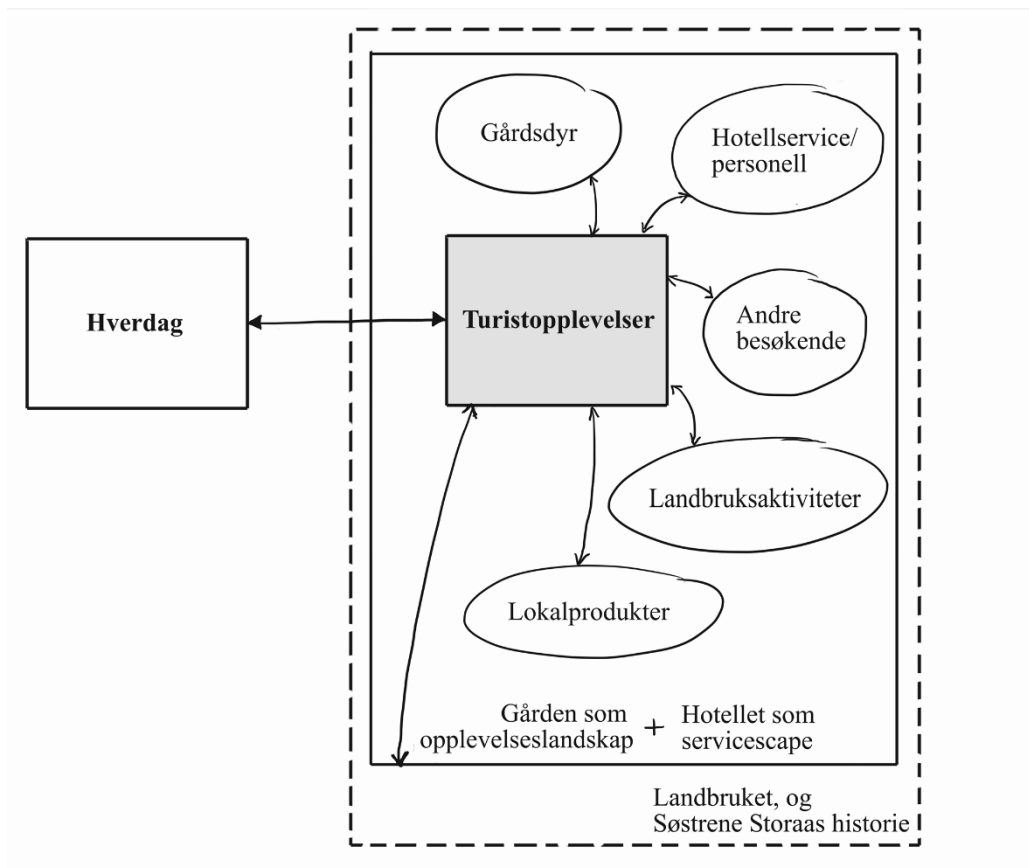 Gårdsdyr
Hotellservice/
personell
Hverdag
Turistopplevelser
Andre
besøkende
Landbruksaktiviteter
Lokalprodukter
Gården som
opplevelseslandskap
+
Hotellet som
servicescape
Landbruket, og
Søstrene Storaas historie